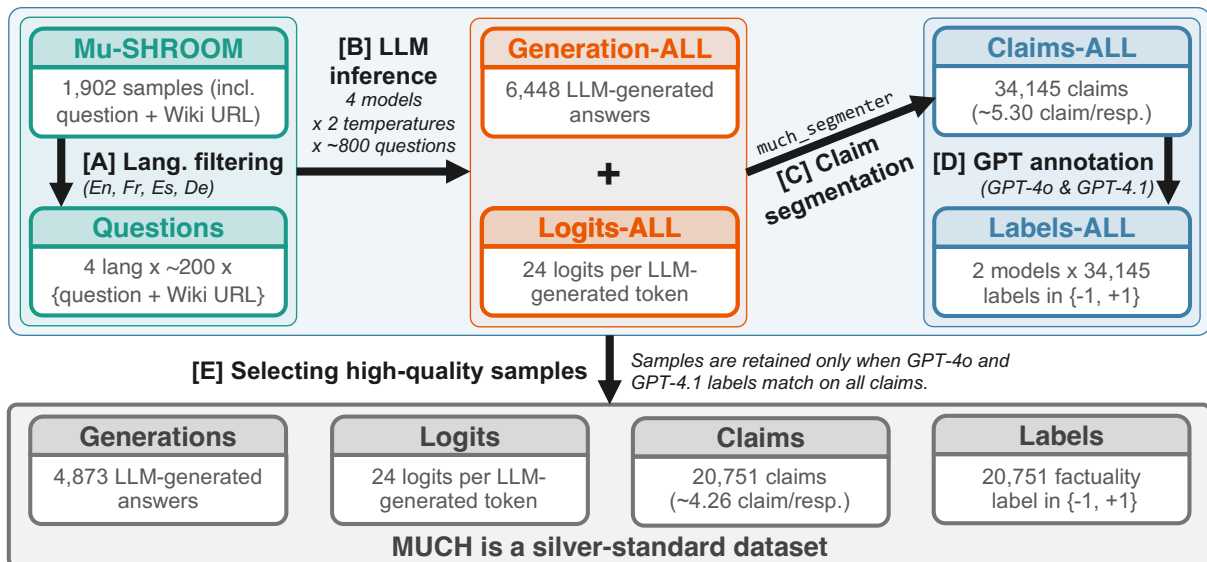 Mu-SHROOM
1,902 samples (incl.
question + Wiki URL)
[A] Lang. filtering
(En, Fr, Es, De)
Questions
4 lang x ~200 x
{question + Wiki URL}
[B] LLM
inference
4 models
x 2 temperatures
x ~800 questions
Generation-ALL
6,448 LLM-generated
answers
+
Logits-ALL
24 logits per LLM-
generated token
much_segmenter
[C] Claim
segmentation
Claims-ALL
34,145 claims
(~5.30 claim/resp.)
[D] GPT annotation
(GPT-4o & GPT-4.1)
Labels-ALL
2 models x 34,145
labels in {-1, +1}
[E] Selecting high-quality samples
Samples are retained only when GPT-4o and
GPT-4.1 labels match on all claims.
Generations
4,873 LLM-generated
answers
Logits
24 logits per LLM-
generated token
Claims
20,751 claims
(~4.26 claim/resp.)
Labels
20,751 factuality
label in {-1, +1}
MUCH is a silver-standard dataset